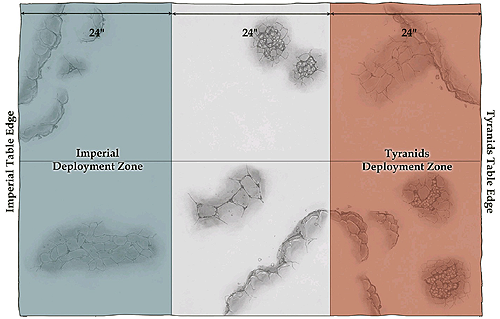 24"
24"
24"
Imperial Table Edge
Imperial
Deployment Zone
Tyranids
Deployment Zone
Tyranids Table Edge